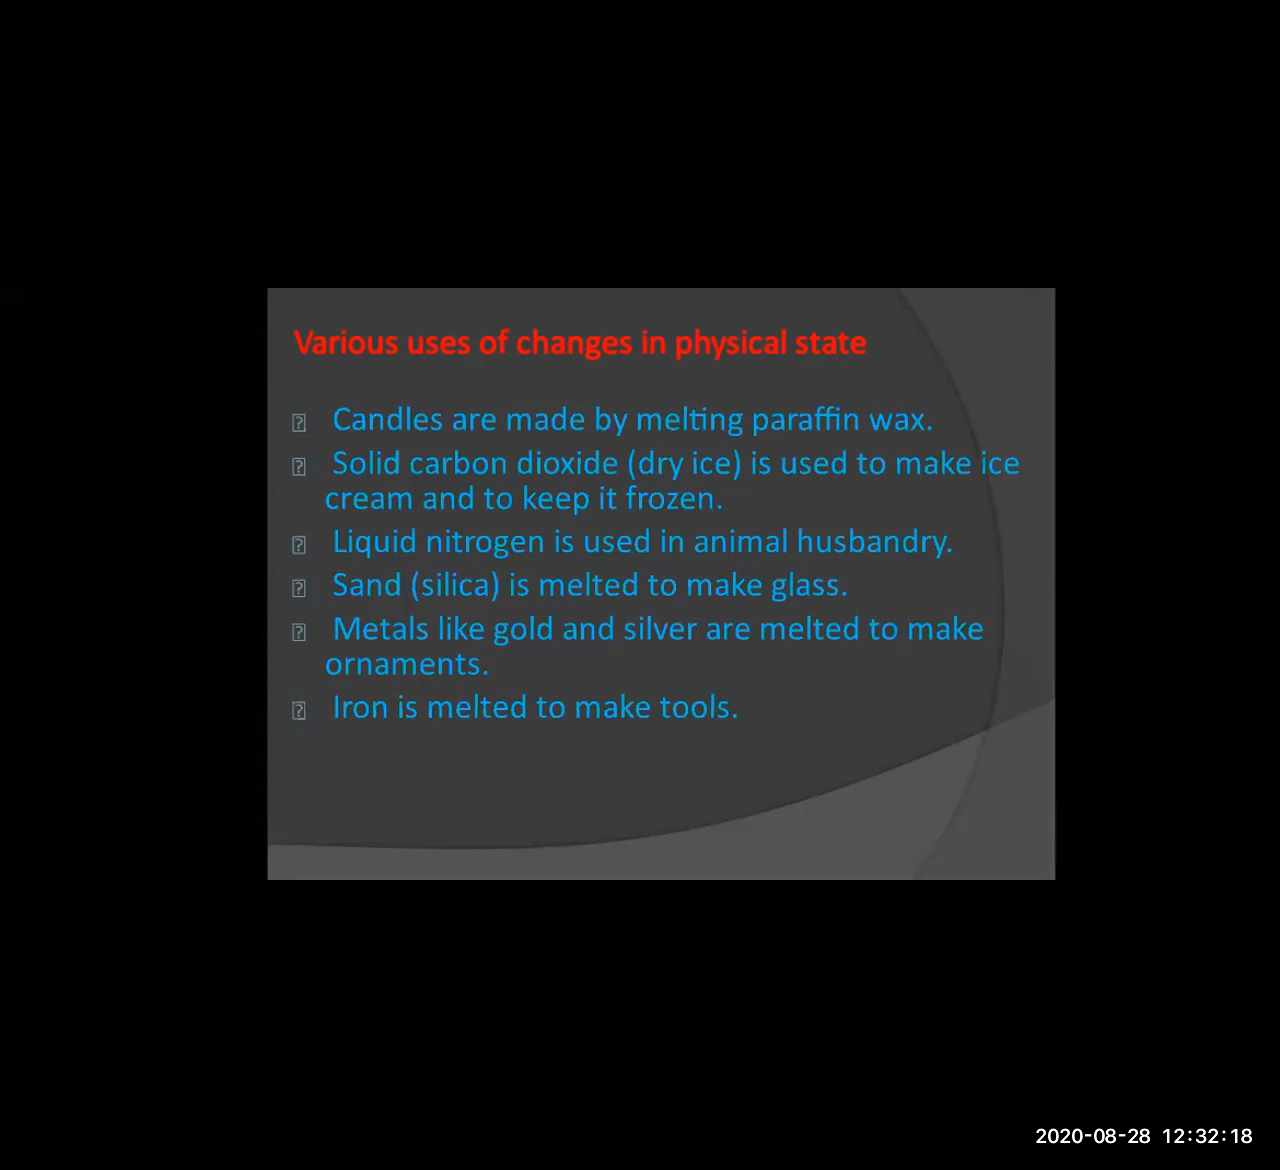 Various uses of changes in physical state
Candles are made by melting paraffin wax.
Solid carbon dioxide (dry ice) is used to make ice
cream and to keep it frozen.
Liquid nitrogen is used in animal husbandry.
Sand (silica) is melted to make glass.
Metals like gold and silver are melted to make
ornaments.
Iron is melted to make tools.
2020-08-28 12:32:18